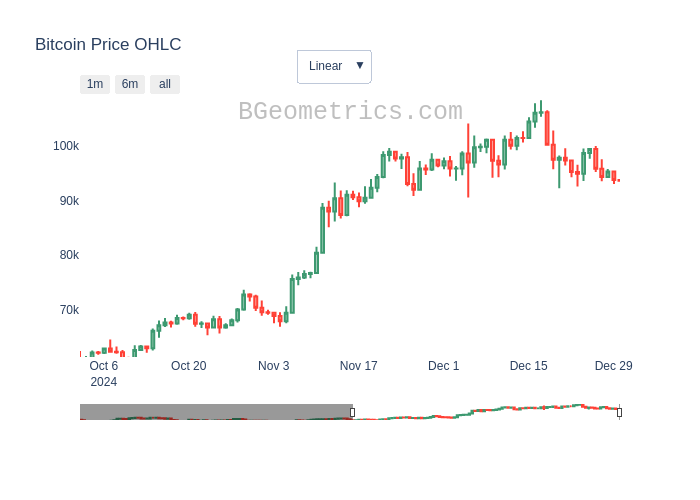 Bitcoin Price OHLC
Linear ▼
1m 6m all
BGeometrics.com
100k
90k
80k
70k
Oct 6 Oct 20 Nov 3 Nov 17 Dec 1 Dec 15 Dec 29
2024